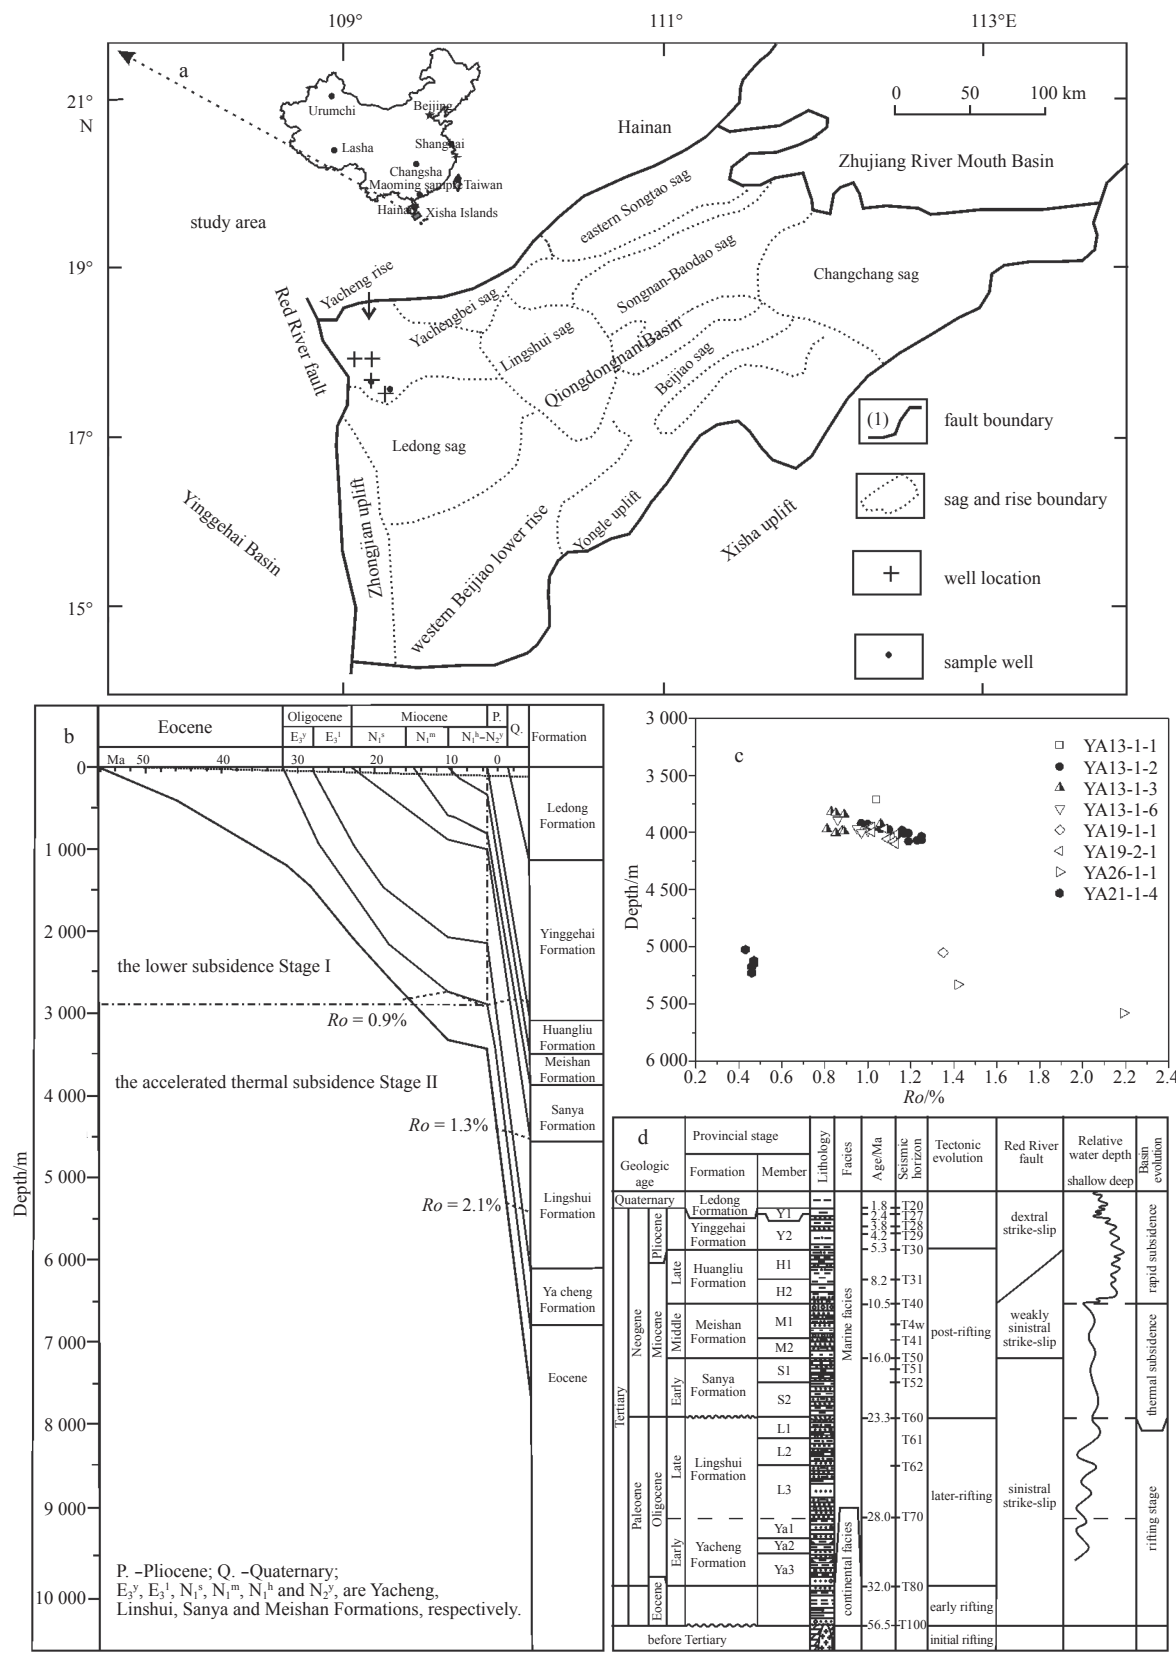 109°
111°
113°E
21°
N
19°
17°
15°
a
Urumchi
Beijing
Lasha
Shanghai
Changsha
Maoming sample
Taiwan
Hainan
Xisha Islands
study area
Hainan
0 50 100 km
Zhujiang River Mouth Basin
eastern Songtao sag
Songnan-Baodao sag
Changchang sag
Yacheng rise
Yachengbei sag
Lingshui sag
Qiongdongnan Basin
Beijiao sag
Red River fault
Ledong sag
Zhongjian uplift
Yinggehai Basin
western Beijiao lower rise
Yongle uplift
Xisha uplift
(1)
fault boundary
sag and rise boundary
well location
sample well
b
Eocene
Oligocene
Miocene
P.
Q.
Formation
E₃ʸ
E₃ˡ
N₁ˢ
N₁ᵐ
N₁ʰ–N₂ʸ
Ma 50 40 30 20 10 0
0
1 000
2 000
3 000
4 000
5 000
6 000
7 000
8 000
9 000
10 000
Depth/m
Ledong
Formation
Yinggehai
Formation
Huangliu
Formation
Meishan
Formation
Sanya
Formation
Lingshui
Formation
Ya cheng
Formation
Eocene
the lower subsidence Stage I
Ro = 0.9%
the accelerated thermal subsidence Stage II
Ro = 1.3%
Ro = 2.1%
P. –Pliocene; Q. –Quaternary;
E₃ʸ, E₃ˡ, N₁ˢ, N₁ᵐ, N₁ʰ and N₂ʸ, are Yacheng,
Linshui, Sanya and Meishan Formations, respectively.
c
3 000
3 500
4 000
4 500
5 000
5 500
6 000
Depth/m
0.2 0.4 0.6 0.8 1.0 1.2 1.4 1.6 1.8 2.0 2.2 2.4
Ro/%
YA13-1-1
YA13-1-2
YA13-1-3
YA13-1-6
YA19-1-1
YA19-2-1
YA26-1-1
YA21-1-4
d
Geologic
age
Provincial stage
Formation
Member
Lithology
Facies
Age/Ma
Seismic
horizon
Tectonic
evolution
Red River
fault
Relative
water depth
shallow deep
Basin
evolution
Quaternary
Tertiary
Neogene
Paleoene
Pliocene
Miocene
Oligocene
Eocene
Late
Middle
Early
Late
Early
before Tertiary
Ledong
Formation
Yinggehai
Formation
Huangliu
Formation
Meishan
Formation
Sanya
Formation
Lingshui
Formation
Yacheng
Formation
Y1
Y2
H1
H2
M1
M2
S1
S2
L1
L2
L3
Ya1
Ya2
Ya3
Marine facies
continental facies
1.8
2.4
3.8
4.2
5.3
8.2
10.5
16.0
23.3
28.0
32.0
56.5
T20
T27
T28
T29
T30
T31
T40
T4w
T41
T50
T51
T52
T60
T61
T62
T70
T80
T100
post-rifting
later-rifting
early rifting
initial rifting
dextral
strike-slip
weakly
sinistral
strike-slip
sinistral
strike-slip
rapid subsidence
thermal subsidence
rifting stage